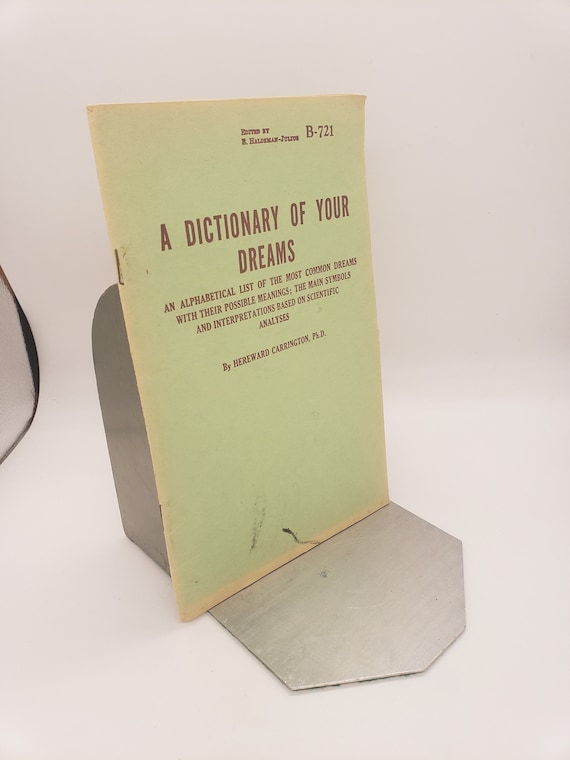 EDITED BY
E. HALDEMAN-JULIUS B-721
A DICTIONARY OF YOUR
DREAMS
AN ALPHABETICAL LIST OF THE MOST COMMON DREAMS
WITH THEIR POSSIBLE MEANINGS; THE MAIN SYMBOLS
AND INTERPRETATIONS BASED ON SCIENTIFIC
ANALYSES
By HEREWARD CARRINGTON, Ph.D.